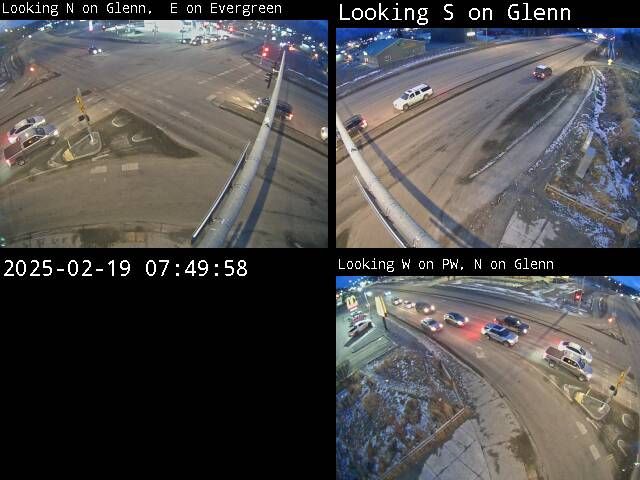 Looking N on Glenn, E on Evergreen
Looking S on Glenn
2025-02-19 07:49:58
Looking W on PW, N on Glenn